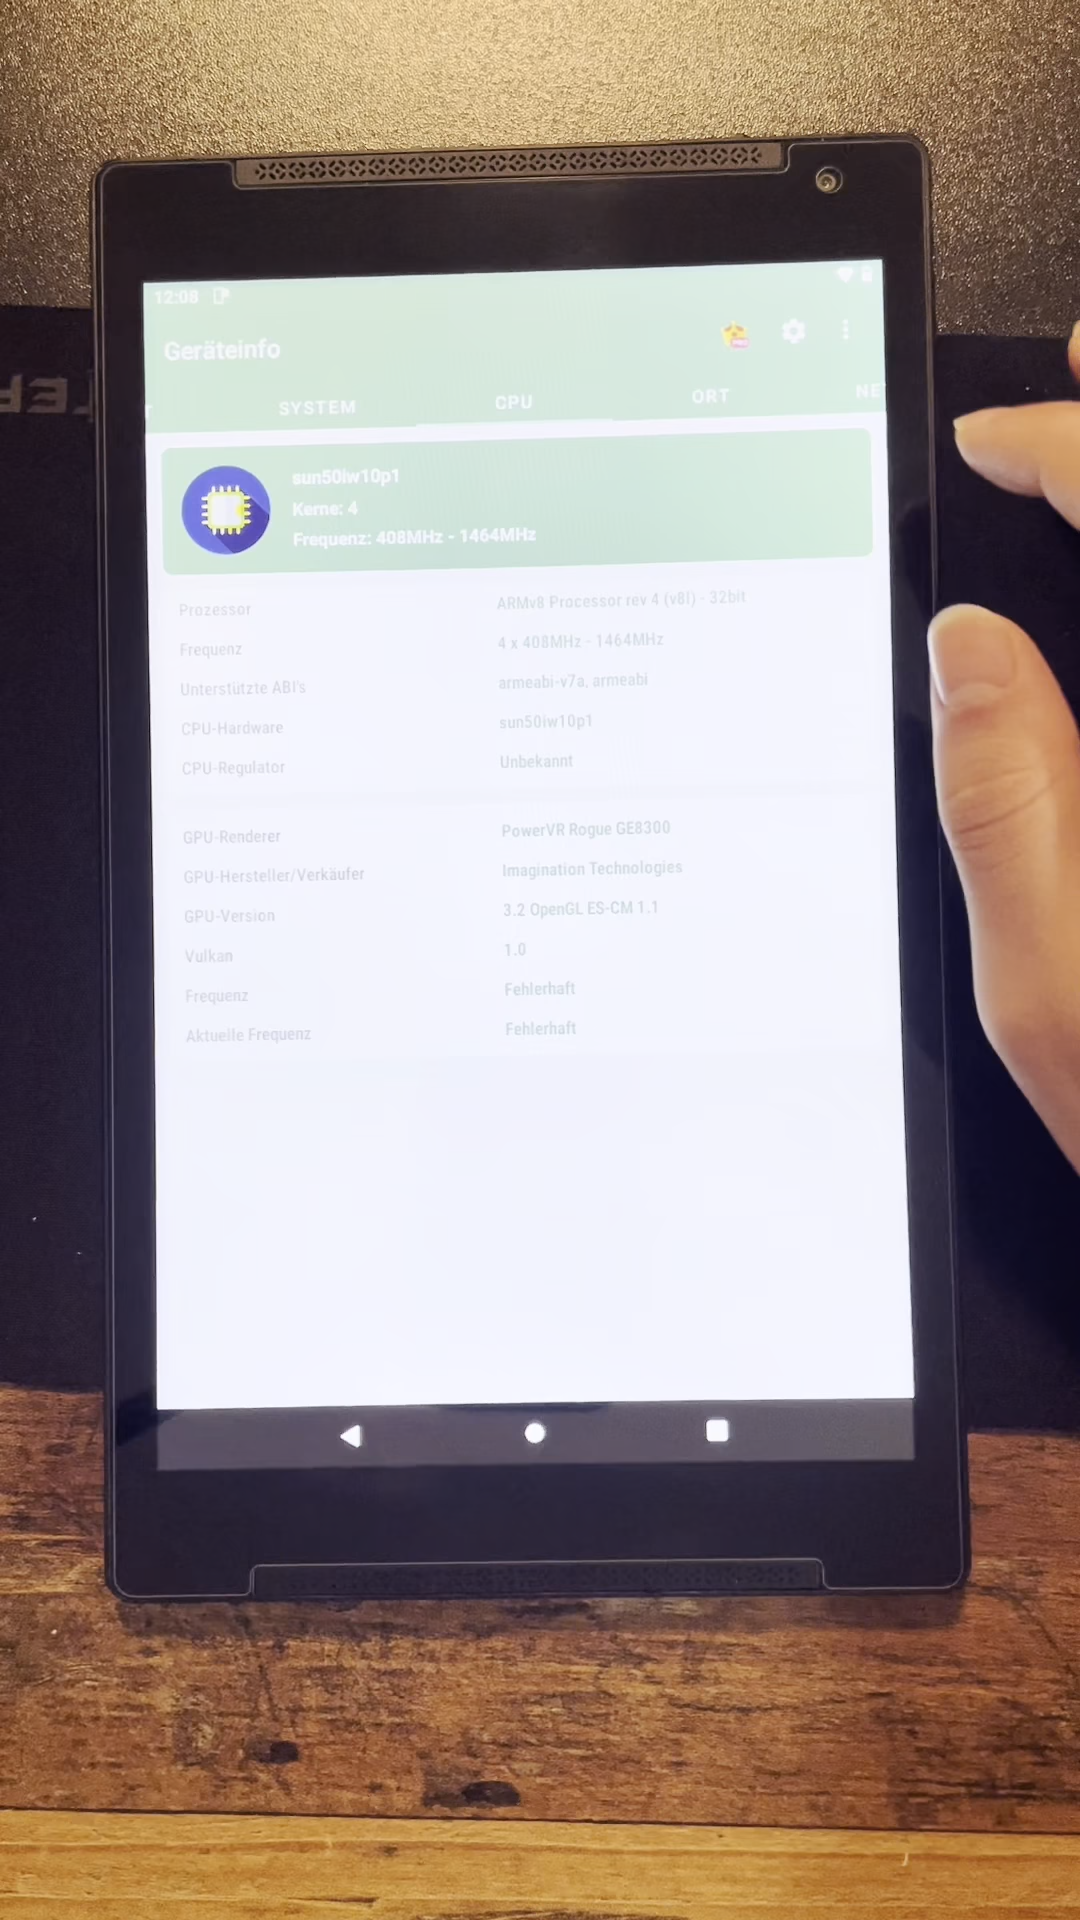 12:08
Geräteinfo
SYSTEM
CPU
ORT
NE
sun50iw10p1
Kerne: 4
Frequenz: 408MHz - 1464MHz
Prozessor
ARMv8 Processor rev 4 (v8l) - 32bit
Frequenz
4 x 408MHz - 1464MHz
Unterstützte ABI's
armeabi-v7a, armeabi
CPU-Hardware
sun50iw10p1
CPU-Regulator
Unbekannt
GPU-Renderer
PowerVR Rogue GE8300
GPU-Hersteller/Verkäufer
Imagination Technologies
GPU-Version
3.2 OpenGL ES-CM 1.1
Vulkan
1.0
Frequenz
Fehlerhaft
Aktuelle Frequenz
Fehlerhaft